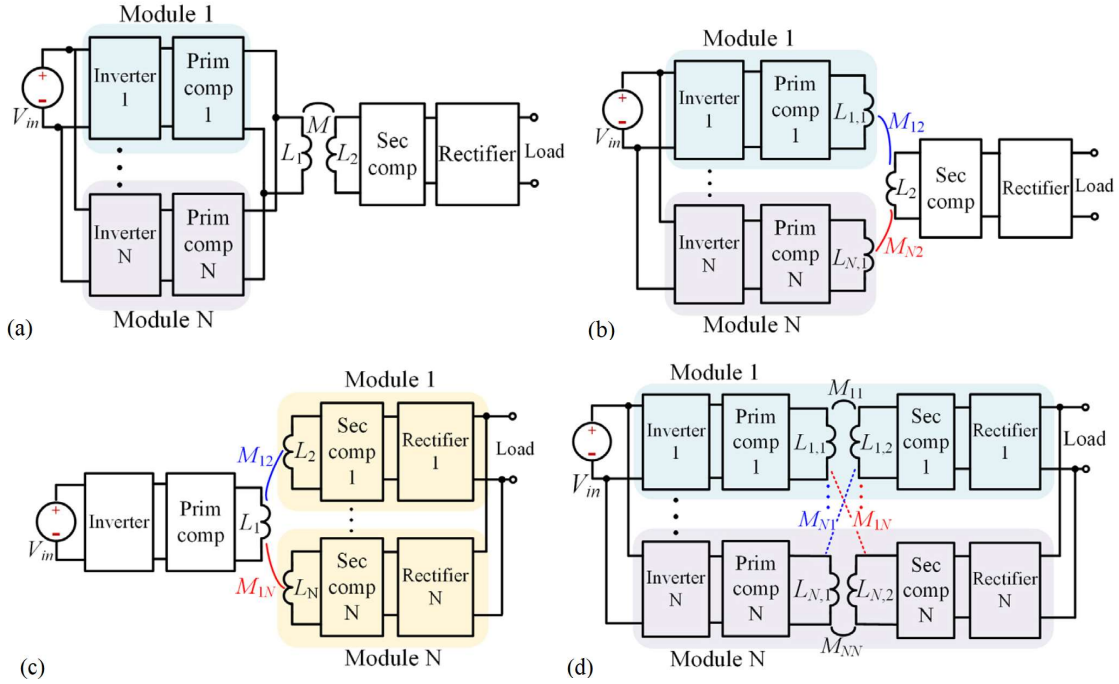 Module 1
+
-
V_in
Inverter 1
Prim comp 1
L_1
M
L_2
Sec comp
Rectifier
Load
Inverter N
Prim comp N
Module N
(a)
Module 1
+
-
V_in
Inverter 1
Prim comp 1
L_1,1
M_12
L_2
Sec comp
Rectifier
Load
M_N2
Inverter N
Prim comp N
L_N,1
Module N
(b)
Module 1
L_2
Sec comp 1
Rectifier 1
Load
M_12
+
-
V_in
Inverter
Prim comp
L_1
M_1N
L_N
Sec comp N
Rectifier N
Module N
(c)
Module 1
M_11
+
-
V_in
Inverter 1
Prim comp 1
L_1,1
L_1,2
Sec comp 1
Rectifier 1
Load
M_N1
M_1N
Inverter N
Prim comp N
L_N,1
L_N,2
Sec comp N
Rectifier N
M_NN
Module N
(d)